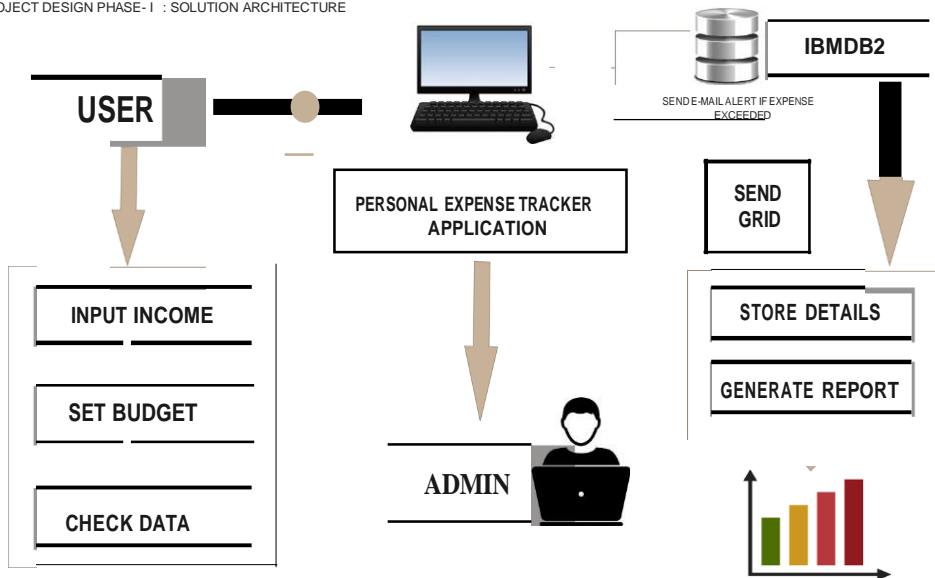 OJECT DESIGN PHASE- I : SOLUTION ARCHITECTURE
IBMDB2
USER
SEND E-MAIL ALERT IF EXPENSE
EXCEEDED
PERSONAL EXPENSE TRACKER
APPLICATION
SEND
GRID
INPUT INCOME
SET BUDGET
CHECK DATA
STORE DETAILS
GENERATE REPORT
ADMIN